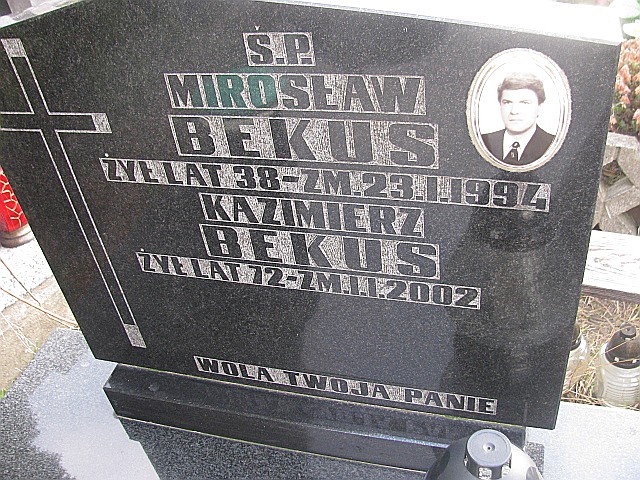 Ś.P.
MIROSŁAW
BEKUS
ŻYŁ LAT 38-ZM.23.I.1994
KAZIMIERZ
BEKUS
ŻYŁ LAT 72-ZM.1.I.2002
WOLA TWOJA PANIE